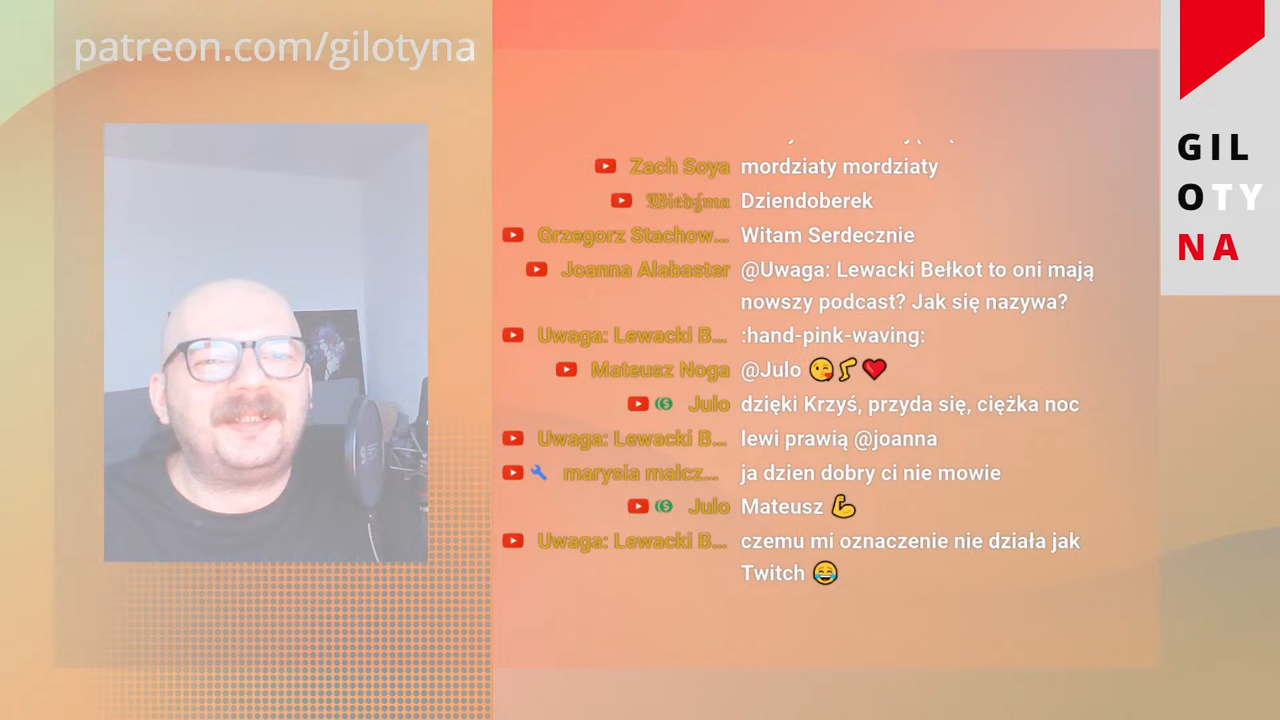 patreon.com/gilotyna
Zach Soya mordziaty mordziaty
Wiedźma Dziendoberek
Grzegorz Stachow... Witam Serdecznie
Joanna Alabaster @Uwaga: Lewacki Bełkot to oni mają
nowszy podcast? Jak się nazywa?
Uwaga: Lewacki B... :hand-pink-waving:
Mateusz Noga @Julo 😘🦵❤️
Julo dzięki Krzyś, przyda się, ciężka noc
Uwaga: Lewacki B... lewi prawią @joanna
marysia malcz... ja dzien dobry ci nie mowie
Julo Mateusz 💪
Uwaga: Lewacki B... czemu mi oznaczenie nie działa jak
Twitch 😂
GIL
OTY
NA